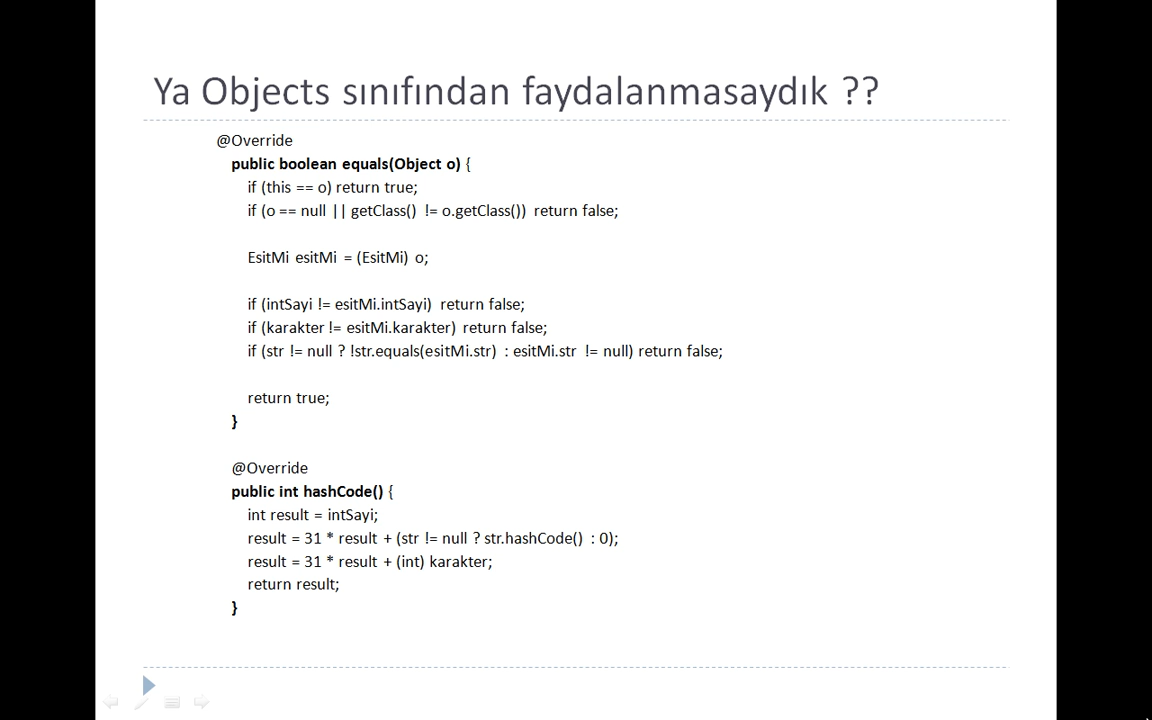 Ya Objects sınıfından faydalanmasaydık ??
@Override
public boolean equals(Object o) {
if (this == o) return true;
if (o == null || getClass() != o.getClass()) return false;
EsitMi esitMi = (EsitMi) o;
if (intSayi != esitMi.intSayi) return false;
if (karakter != esitMi.karakter) return false;
if (str != null ? !str.equals(esitMi.str) : esitMi.str != null) return false;
return true;
}
@Override
public int hashCode() {
int result = intSayi;
result = 31 * result + (str != null ? str.hashCode() : 0);
result = 31 * result + (int) karakter;
return result;
}